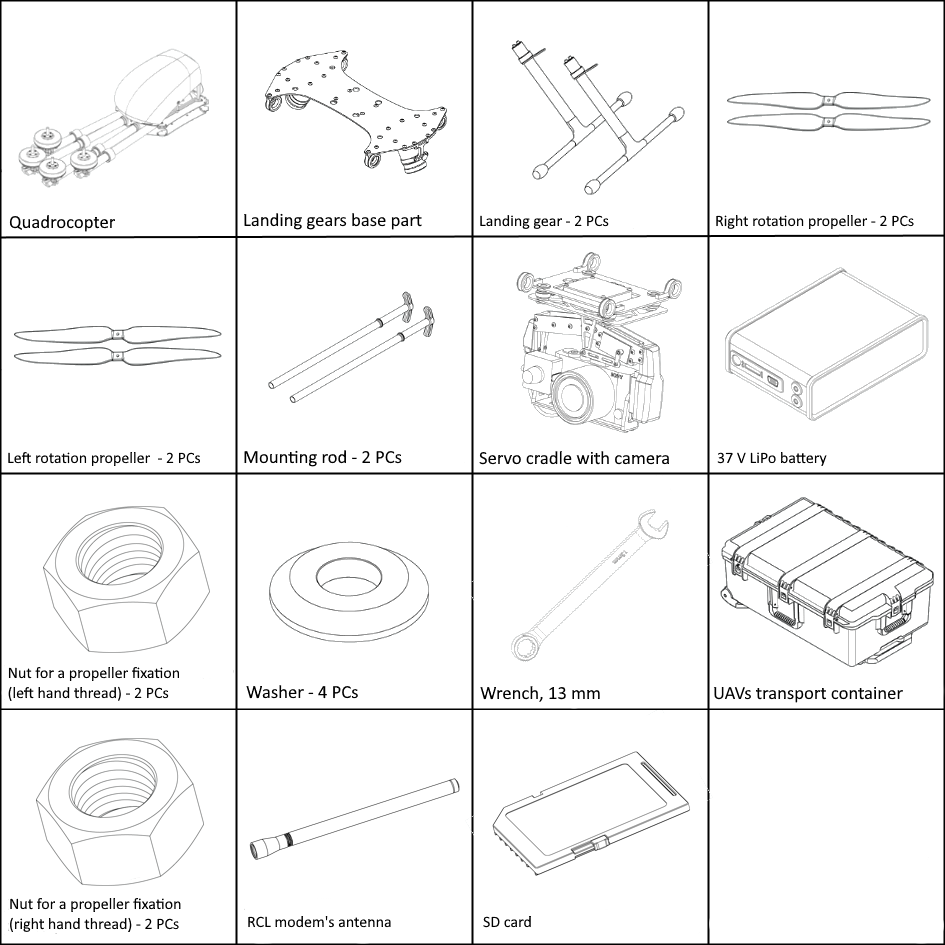 Quadrocopter
Landing gears base part
Landing gear - 2 PCs
Right rotation propeller - 2 PCs
Left rotation propeller  - 2 PCs
Mounting rod - 2 PCs
SONY
Servo cradle with camera
37 V LiPo battery
Nut for a propeller fixation
(left hand thread) - 2 PCs
Washer - 4 PCs
13mm
Wrench, 13 mm
UAVs transport container
Nut for a propeller fixation
(right hand thread) - 2 PCs
RCL modem's antenna
SD card